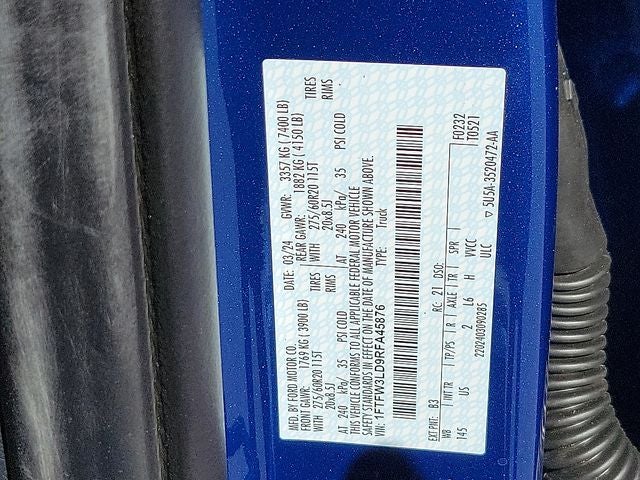 MFD. BY FORD MOTOR CO. DATE: 03/24 GVWR: 3357 KG ( 7400 LB)
FRONT GAWR: 1769 KG ( 3900 LB) REAR GAWR: 1882 KG ( 4150 LB)
WITH 275/60R20 115T TIRES WITH 275/60R20 115T TIRES
20x8.5J RIMS 20x8.5J RIMS
AT 240 kPa/ 35 PSI COLD AT 240 kPa/ 35 PSI COLD
THIS VEHICLE CONFORMS TO ALL APPLICABLE FEDERAL MOTOR VEHICLE
SAFETY STANDARDS IN EFFECT ON THE DATE OF MANUFACTURE SHOWN ABOVE.
VIN: 1FTFW3LD9RFA45876 TYPE: Truck
EXT PNT: B3 RC: 21 DSO: F0232
WB INT TR TP/PS R AXLE TR SPR T0521
145 US 2 L6 H VVCC
2202403090285 ULC
▽ 5U5A-3520472-AA